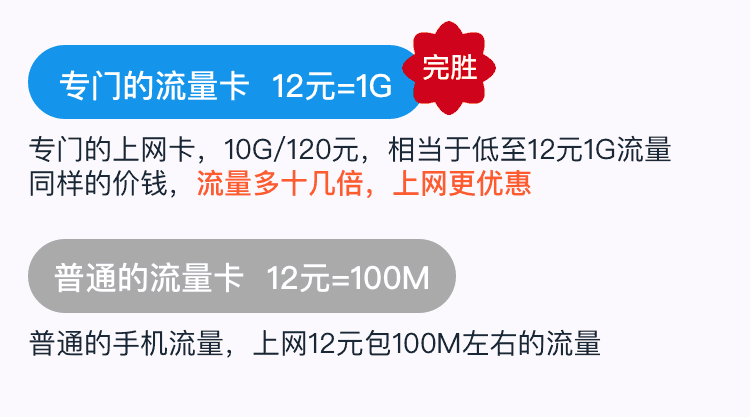 完胜
专门的流量卡 12元=1G
专门的上网卡，10G/120元，相当于低至12元1G流量
同样的价钱，流量多十几倍，上网更优惠
普通的流量卡 12元=100M
普通的手机流量，上网12元包100M左右的流量